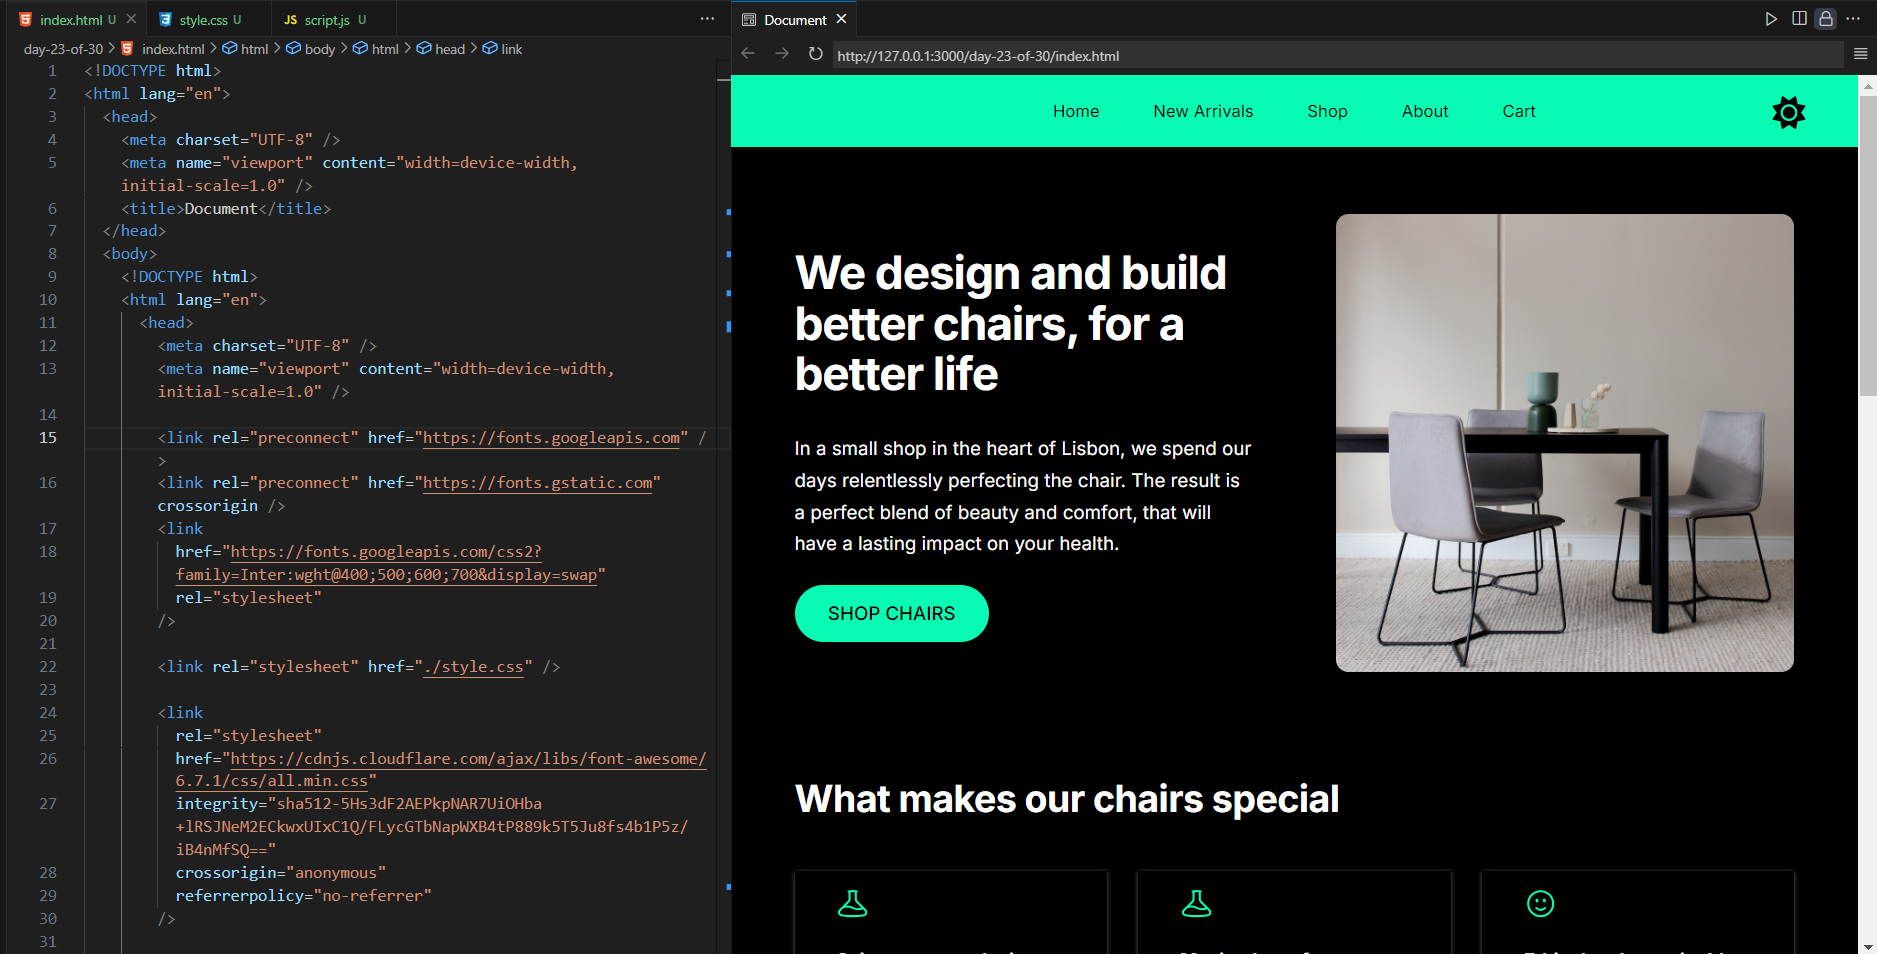 index.html U
style.css U
JS script.js U
day-23-of-30 > index.html > html > body > html > head > link
1 <!DOCTYPE html>
2 <html lang="en">
3 <head>
4 <meta charset="UTF-8" />
5 <meta name="viewport" content="width=device-width,
initial-scale=1.0" />
6 <title>Document</title>
7 </head>
8 <body>
9 <!DOCTYPE html>
10 <html lang="en">
11 <head>
12 <meta charset="UTF-8" />
13 <meta name="viewport" content="width=device-width,
initial-scale=1.0" />
14
15 <link rel="preconnect" href="https://fonts.googleapis.com" /
>
16 <link rel="preconnect" href="https://fonts.gstatic.com"
crossorigin />
17 <link
18 href="https://fonts.googleapis.com/css2?
family=Inter:wght@400;500;600;700&display=swap"
19 rel="stylesheet"
20 />
21
22 <link rel="stylesheet" href="./style.css" />
23
24 <link
25 rel="stylesheet"
26 href="https://cdnjs.cloudflare.com/ajax/libs/font-awesome/
6.7.1/css/all.min.css"
27 integrity="sha512-5Hs3dF2AEPkpNAR7UiOHba
+lRSJNeM2ECkwxUIxC1Q/FLycGTbNapWXB4tP889k5T5Ju8fs4b1P5z/
iB4nMfSQ=="
28 crossorigin="anonymous"
29 referrerpolicy="no-referrer"
30 />
31
Document
http://127.0.0.1:3000/day-23-of-30/index.html
Home New Arrivals Shop About Cart
We design and build
better chairs, for a
better life
In a small shop in the heart of Lisbon, we spend our
days relentlessly perfecting the chair. The result is
a perfect blend of beauty and comfort, that will
have a lasting impact on your health.
SHOP CHAIRS
What makes our chairs special